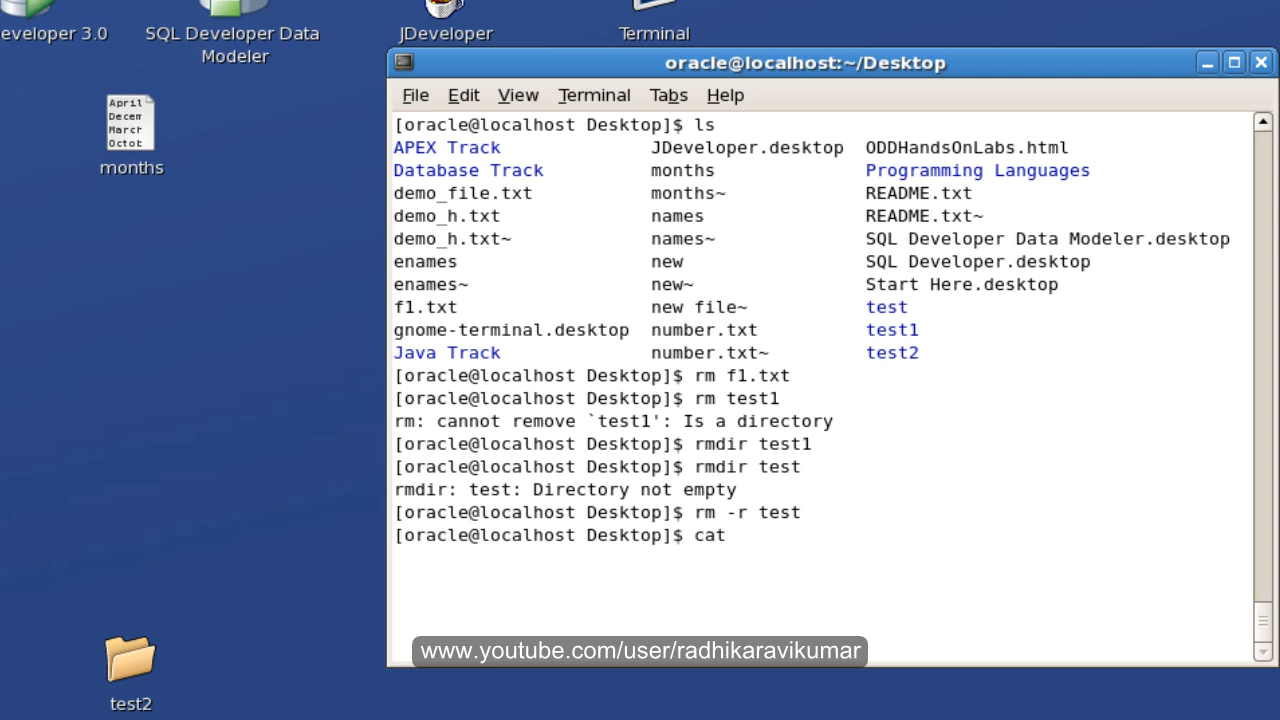 eveloper 3.0
SQL Developer Data
Modeler
JDeveloper
Terminal
April
Decem
March
Octob
months
test2
oracle@localhost:~/Desktop
File Edit View Terminal Tabs Help
[oracle@localhost Desktop]$ ls
APEX Track JDeveloper.desktop ODDHandsOnLabs.html
Database Track months Programming Languages
demo_file.txt months~ README.txt
demo_h.txt names README.txt~
demo_h.txt~ names~ SQL Developer Data Modeler.desktop
enames new SQL Developer.desktop
enames~ new~ Start Here.desktop
f1.txt new file~ test
gnome-terminal.desktop number.txt test1
Java Track number.txt~ test2
[oracle@localhost Desktop]$ rm f1.txt
[oracle@localhost Desktop]$ rm test1
rm: cannot remove `test1': Is a directory
[oracle@localhost Desktop]$ rmdir test1
[oracle@localhost Desktop]$ rmdir test
rmdir: test: Directory not empty
[oracle@localhost Desktop]$ rm -r test
[oracle@localhost Desktop]$ cat
www.youtube.com/user/radhikaravikumar